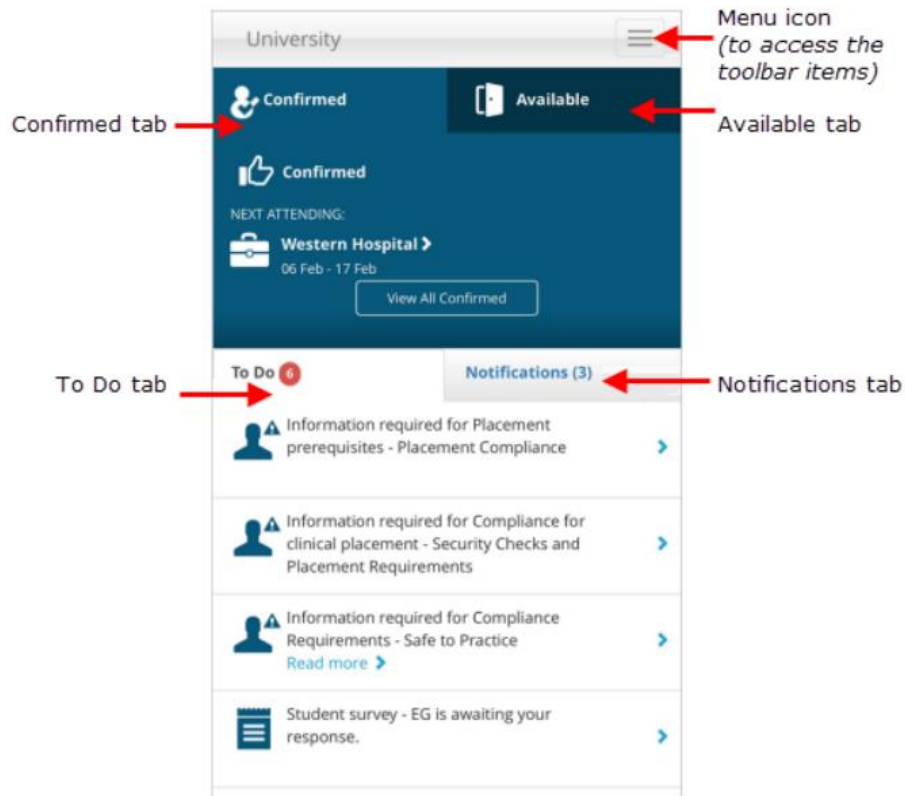 University
Menu icon
(to access the
toolbar items)
Confirmed
Available
Confirmed tab
Available tab
Confirmed
NEXT ATTENDING:
Western Hospital
06 Feb - 17 Feb
View All Confirmed
To Do 6
Notifications (3)
To Do tab
Notifications tab
Information required for Placement
prerequisites - Placement Compliance
Information required for Compliance for
clinical placement - Security Checks and
Placement Requirements
Information required for Compliance
Requirements - Safe to Practice
Read more
Student survey - EG is awaiting your
response.